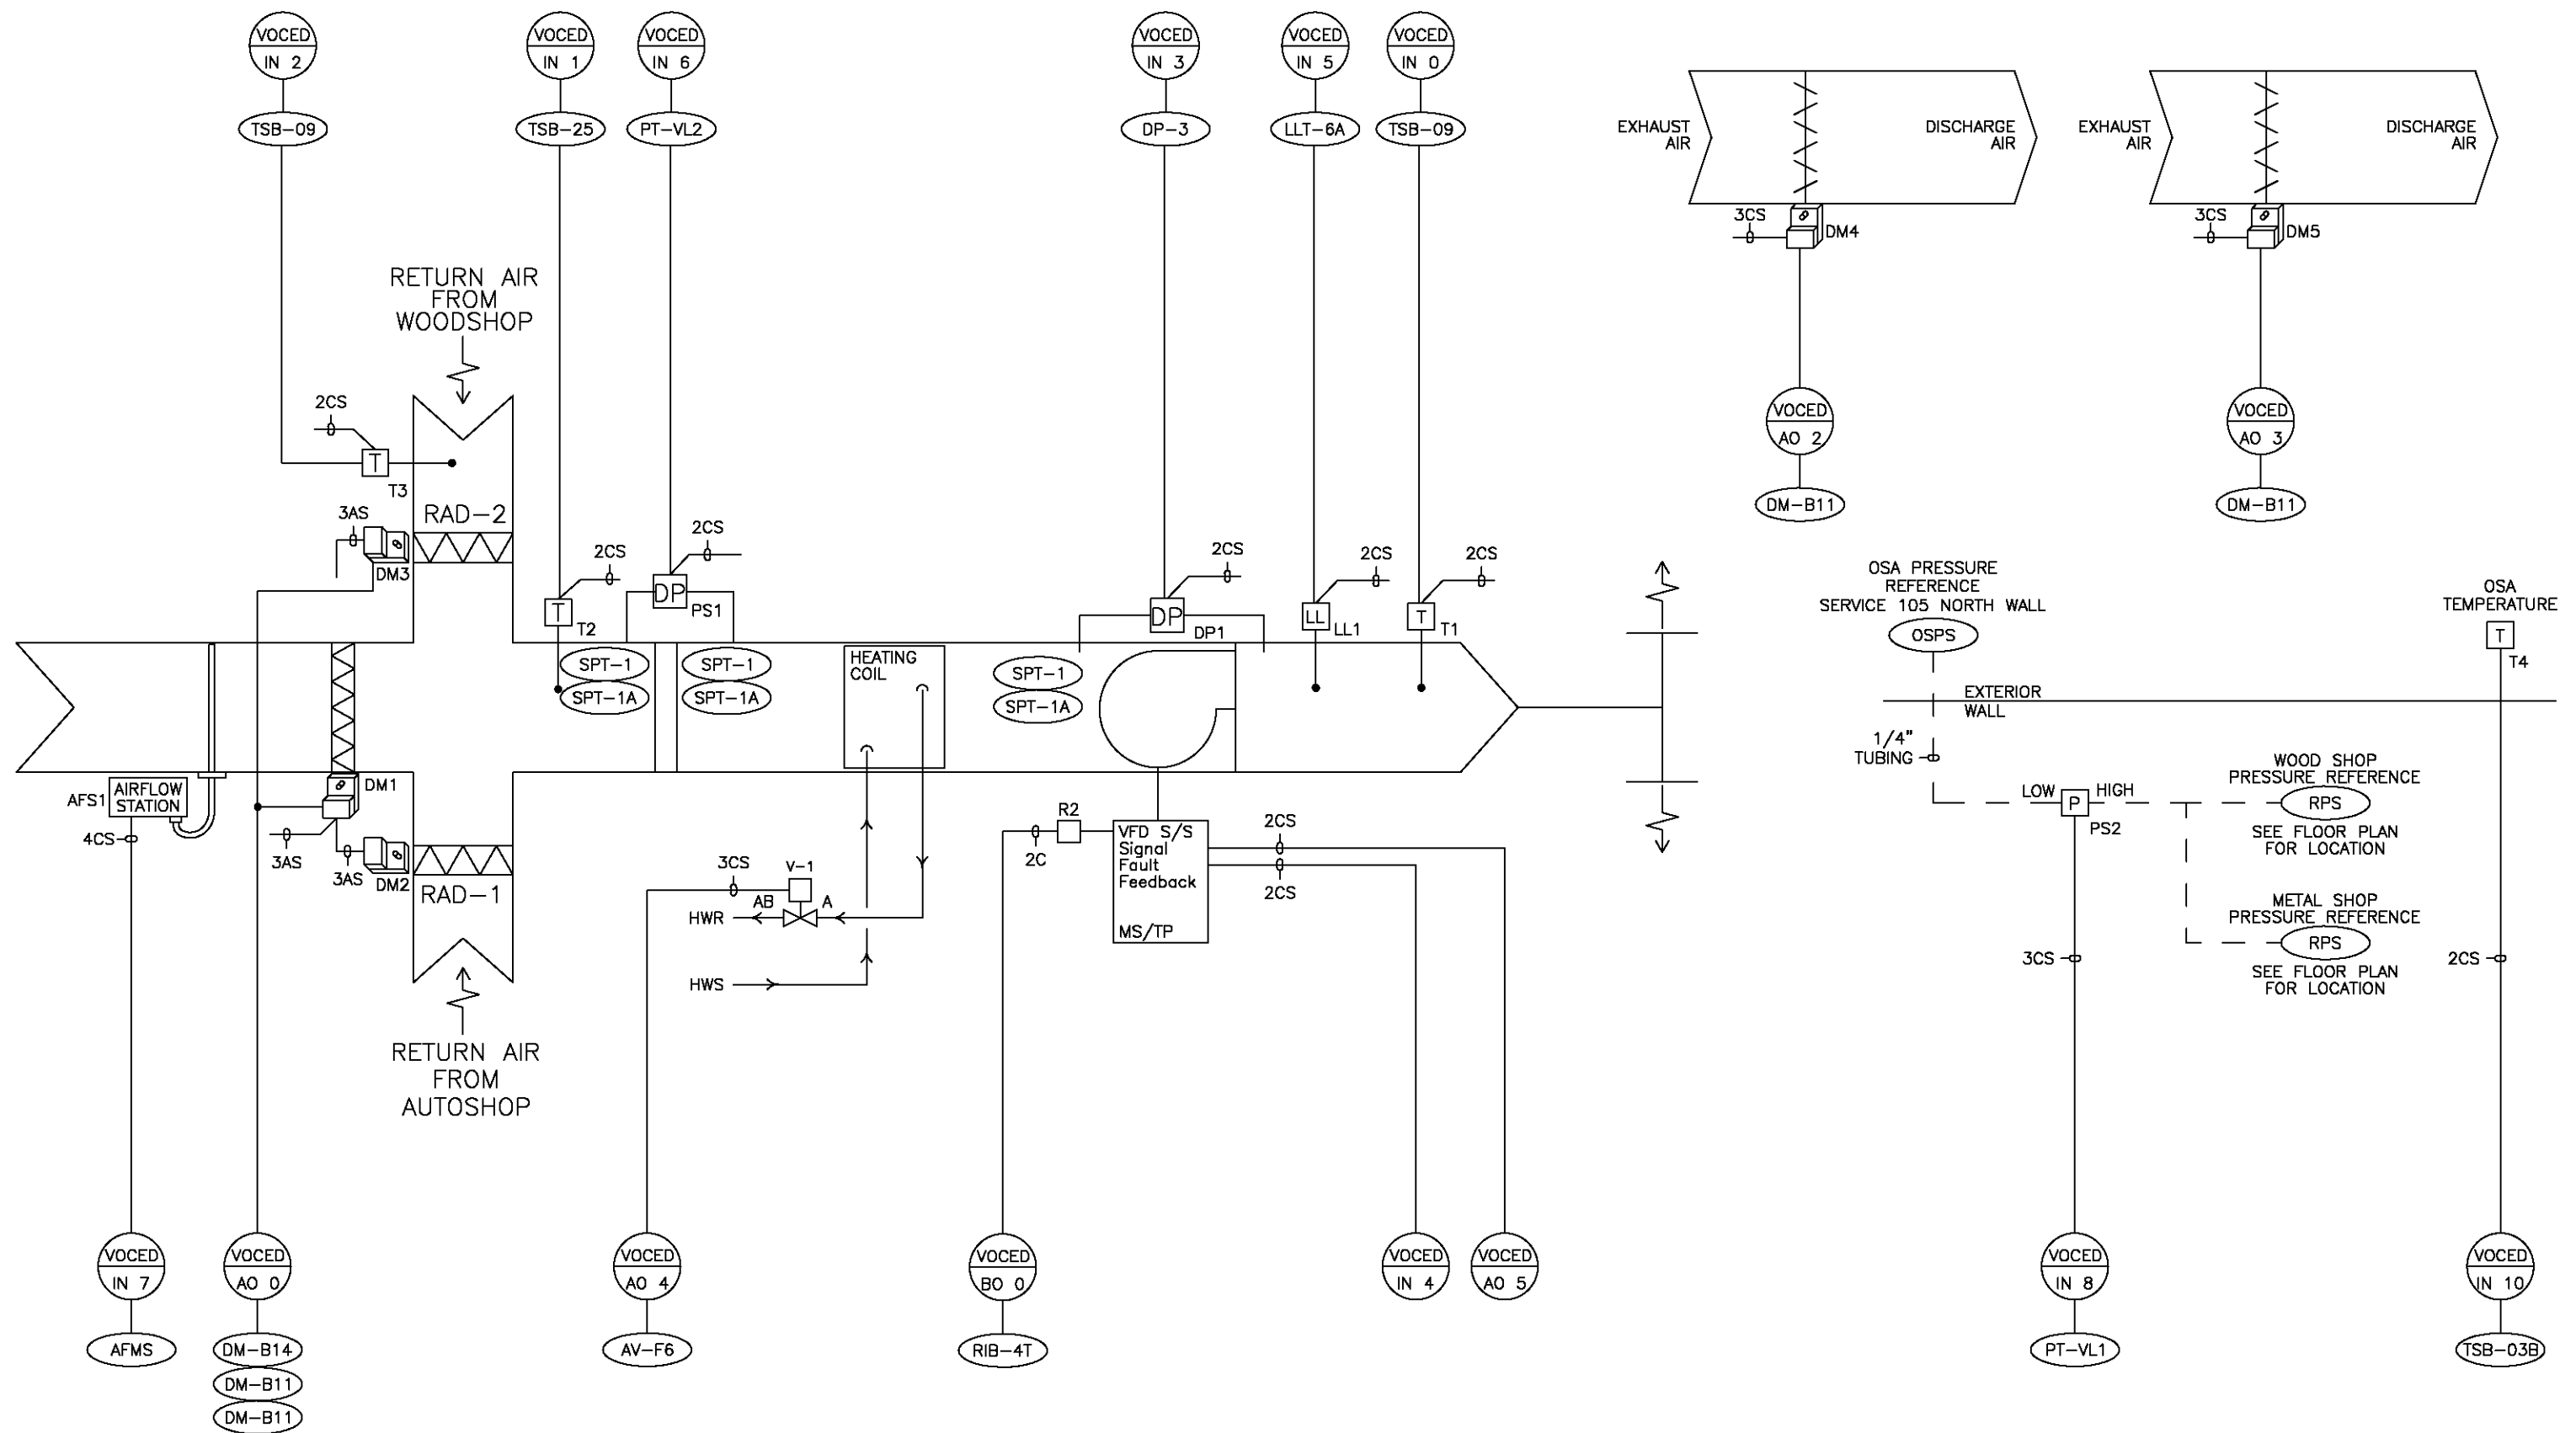 VOCED
IN 2
VOCED
IN 1
VOCED
IN 6
VOCED
IN 3
VOCED
IN 5
VOCED
IN 0
TSB-09
TSB-25
PT-VL2
DP-3
LLT-6A
TSB-09
EXHAUST
AIR
DISCHARGE
AIR
EXHAUST
AIR
DISCHARGE
AIR
3CS
DM4
3CS
DM5
VOCED
AO 2
VOCED
AO 3
DM-B11
DM-B11
RETURN AIR
FROM
WOODSHOP
2CS
T
T3
RAD-2
3AS
DM3
2CS
T
T2
2CS
DP
PS1
2CS
DP
DP1
2CS
LL
LL1
2CS
T
T1
SPT-1
SPT-1A
SPT-1
SPT-1A
HEATING
COIL
SPT-1
SPT-1A
OSA PRESSURE
REFERENCE
SERVICE 105 NORTH WALL
OSPS
OSA
TEMPERATURE
T
T4
EXTERIOR
WALL
1/4"
TUBING
LOW
P
HIGH
PS2
WOOD SHOP
PRESSURE REFERENCE
RPS
SEE FLOOR PLAN
FOR LOCATION
METAL SHOP
PRESSURE REFERENCE
RPS
SEE FLOOR PLAN
FOR LOCATION
3CS
2CS
AFS1
AIRFLOW
STATION
4CS
DM1
3AS
3AS
DM2
RAD-1
RETURN AIR
FROM
AUTOSHOP
3CS
V-1
AB
A
HWR
HWS
R2
2C
VFD S/S
Signal
Fault
Feedback
MS/TP
2CS
2CS
VOCED
IN 7
VOCED
AO 0
VOCED
AO 4
VOCED
BO 0
VOCED
IN 4
VOCED
AO 5
VOCED
IN 8
VOCED
IN 10
AFMS
DM-B14
DM-B11
DM-B11
AV-F6
RIB-4T
PT-VL1
TSB-03B